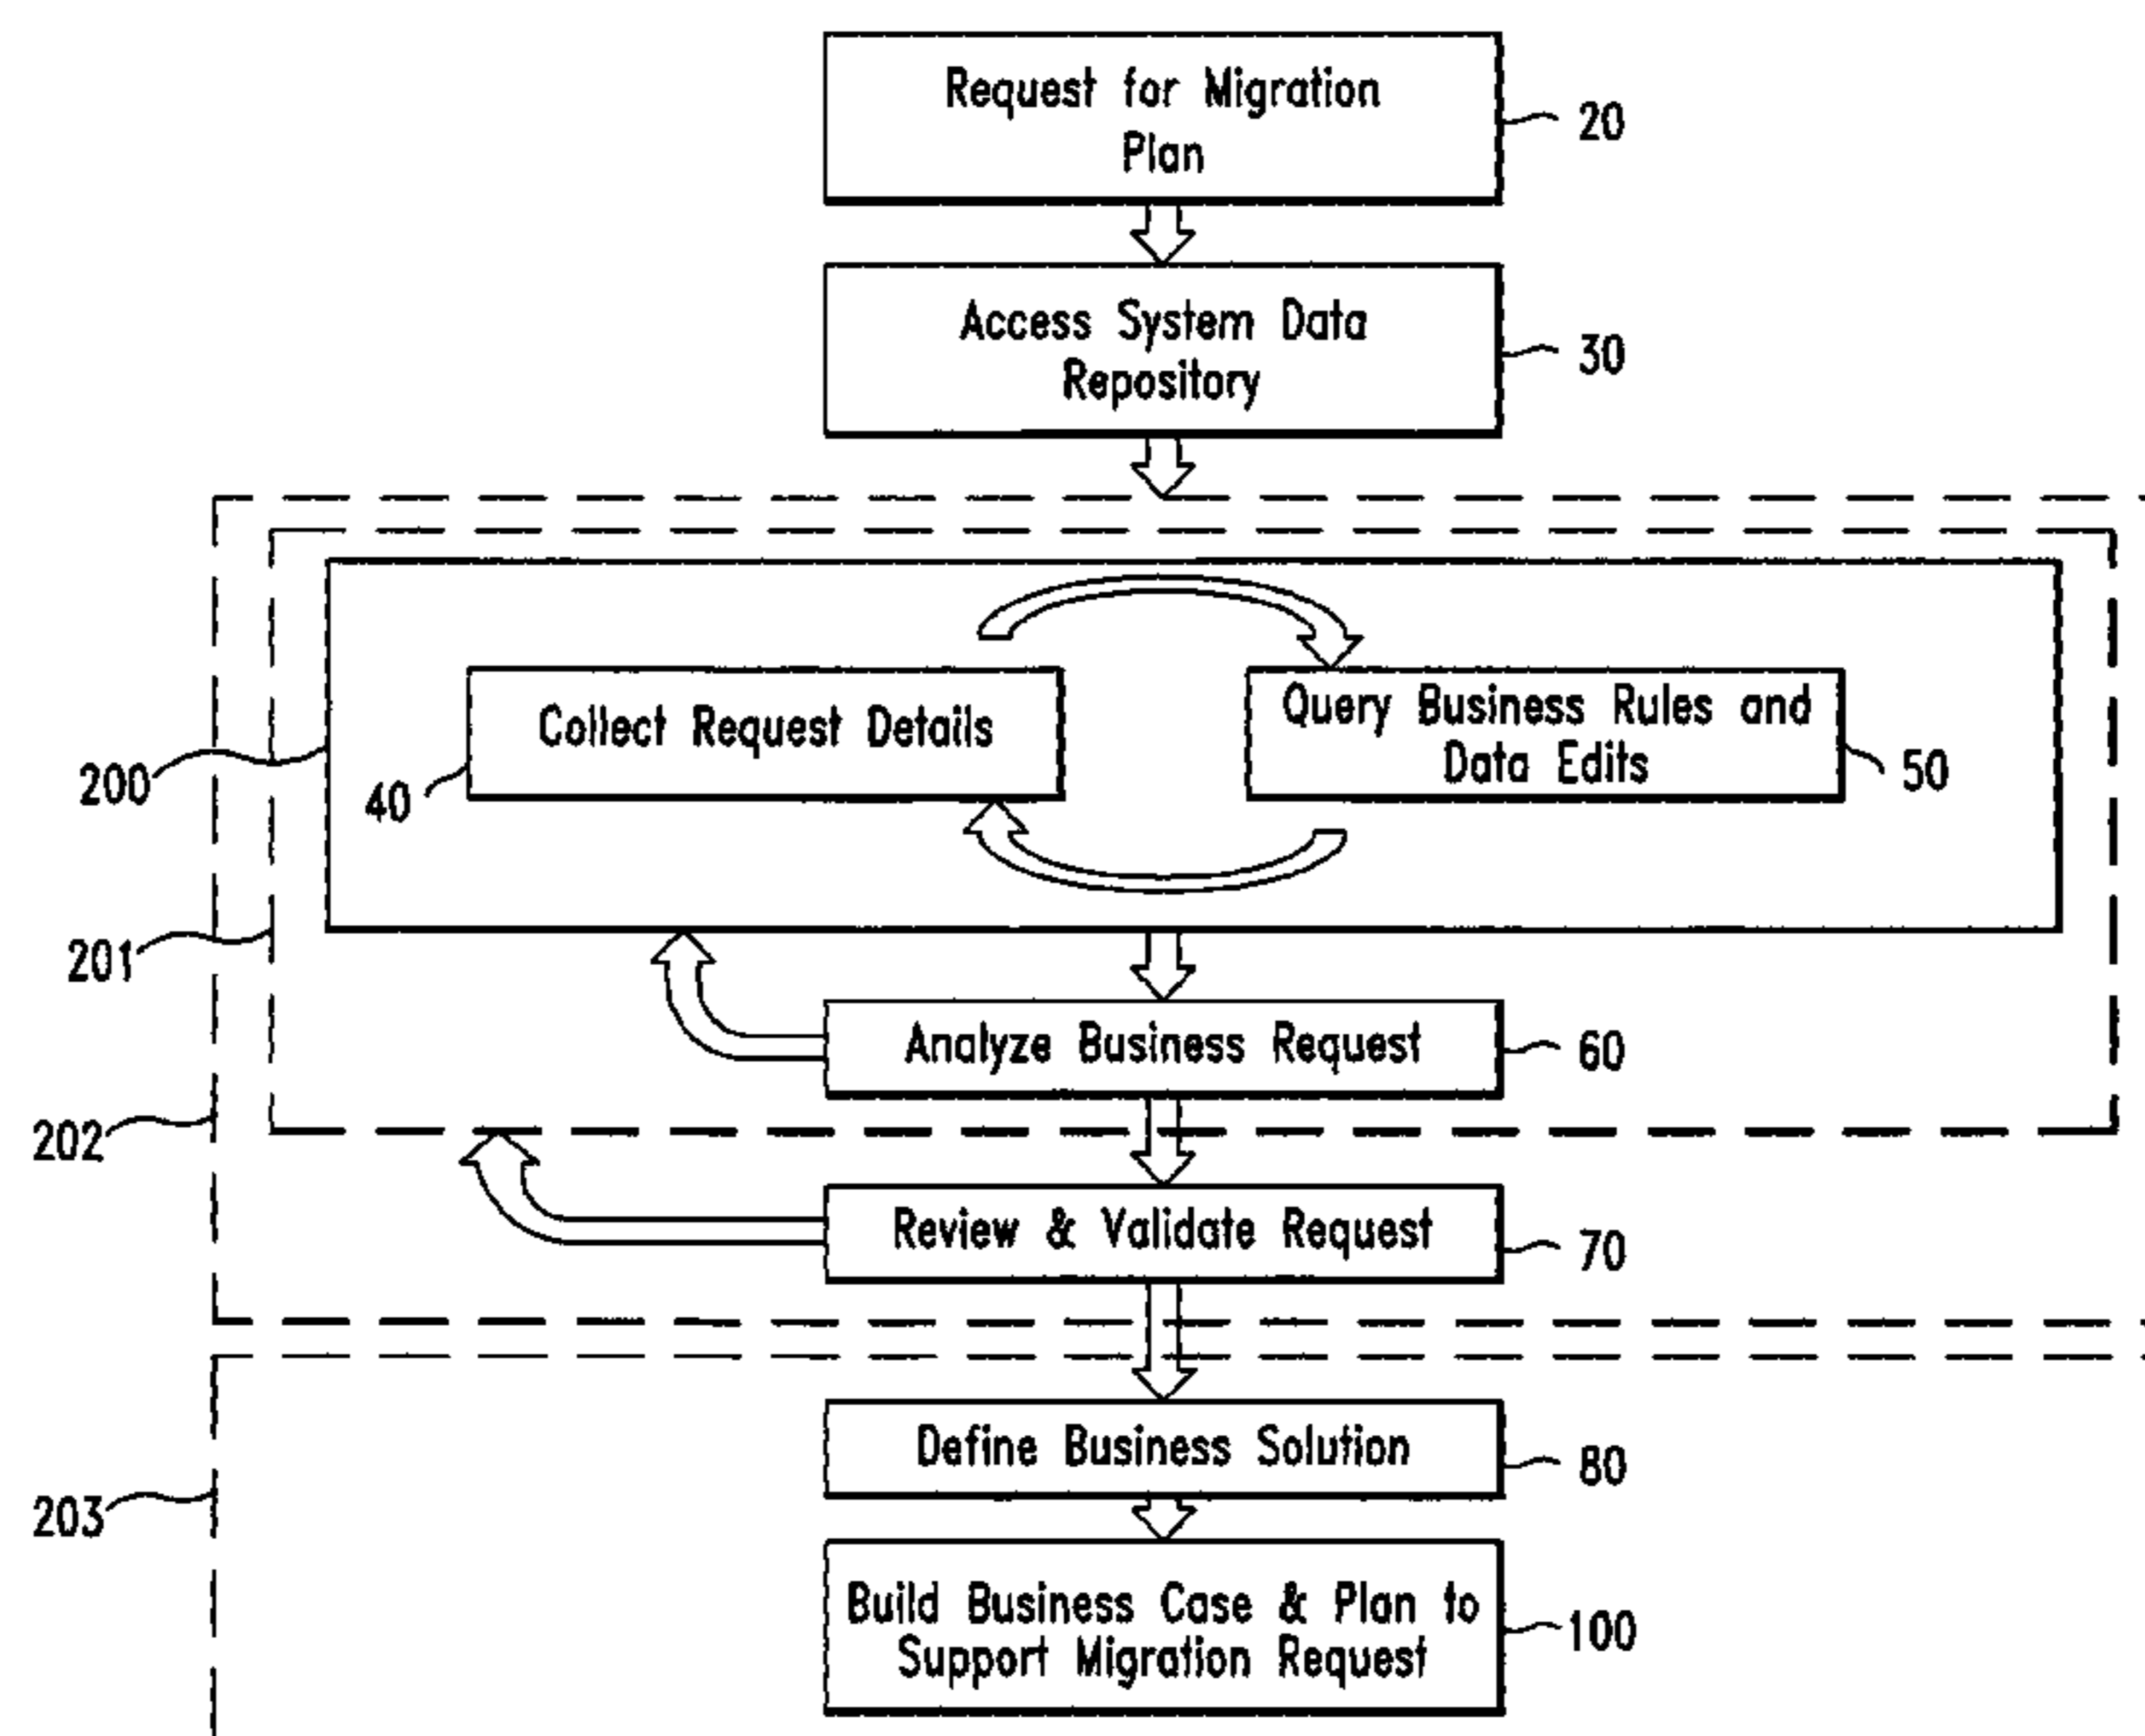 Request for Migration
Plan
20
Access System Data
Repository
30
Collect Request Details
Query Business Rules and
Data Edits
200
40
50
201
Analyze Business Request
60
202
Review & Validate Request
70
Define Business Solution
80
203
Build Business Case & Plan to
Support Migration Request
100